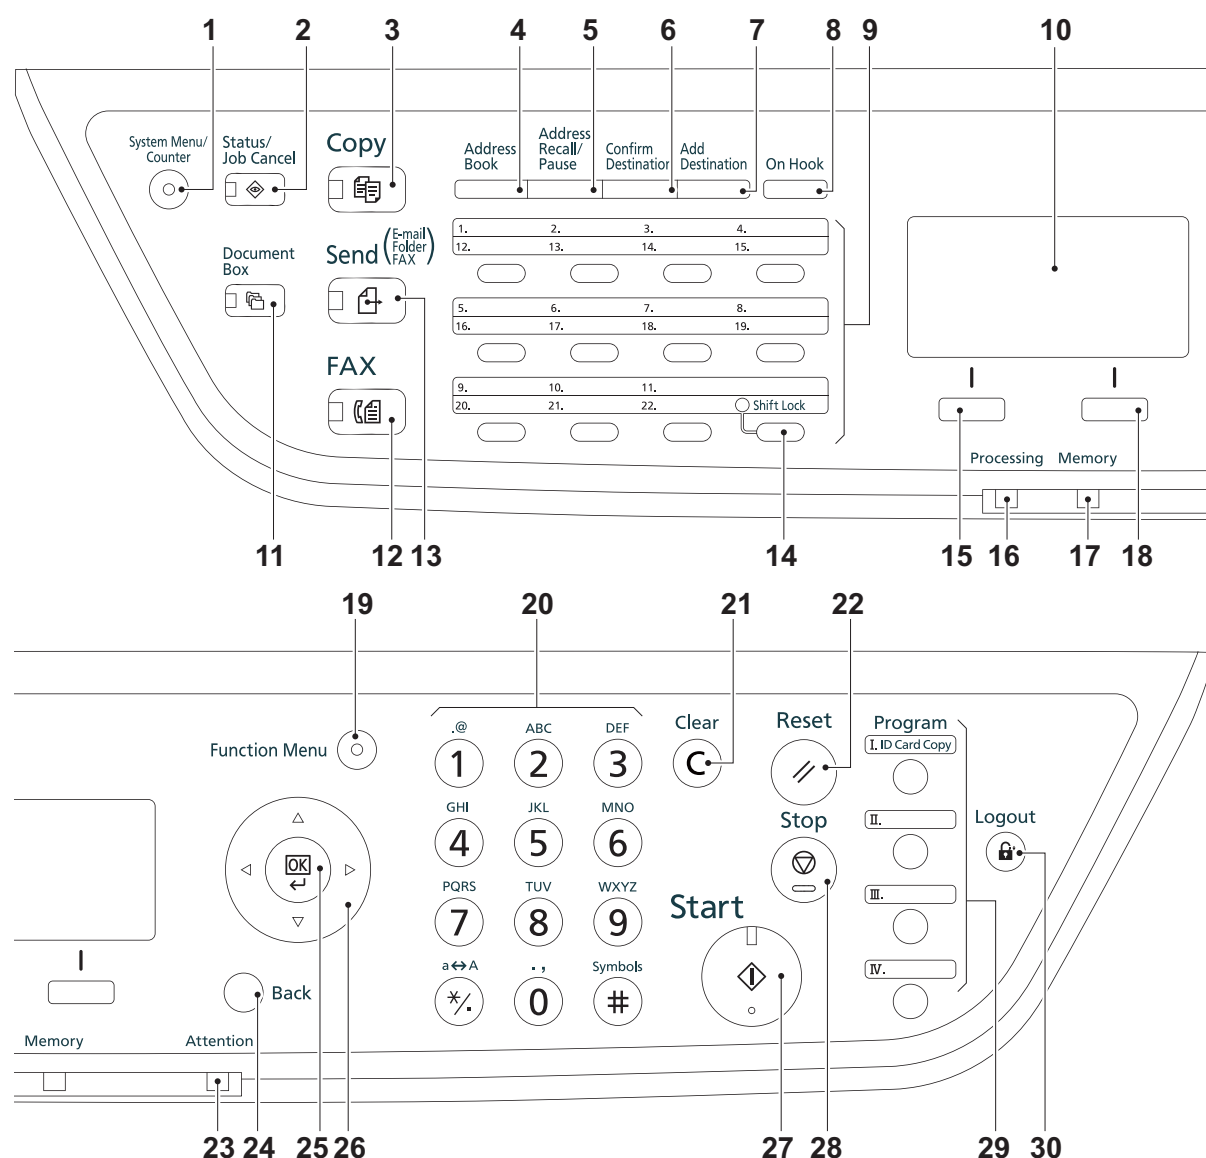 1 2 3 4 5 6 7 8 9 10
System Menu/
Counter
Status/
Job Cancel
Copy
Address
Book
Address
Recall/
Pause
Confirm
Destination
Add
Destination
On Hook
1. 2. 3. 4.
12. 13. 14. 15.
Document
Box
Send (E-mail
Folder
FAX)
5. 6. 7. 8.
16. 17. 18. 19.
FAX
9. 10. 11.
20. 21. 22. Shift Lock
Processing Memory
11 12 13 14 15 16 17 18
19 20 21 22
Function Menu
.@ ABC DEF
1 2 3
GHI JKL MNO
4 5 6
PQRS TUV WXYZ
7 8 9
a↔A . , Symbols
*/. 0 #
Clear
C
Reset
Stop
Start
Program
I. ID Card Copy
II.
III.
IV.
Logout
OK
Back
Memory Attention
23 24 25 26 27 28 29 30